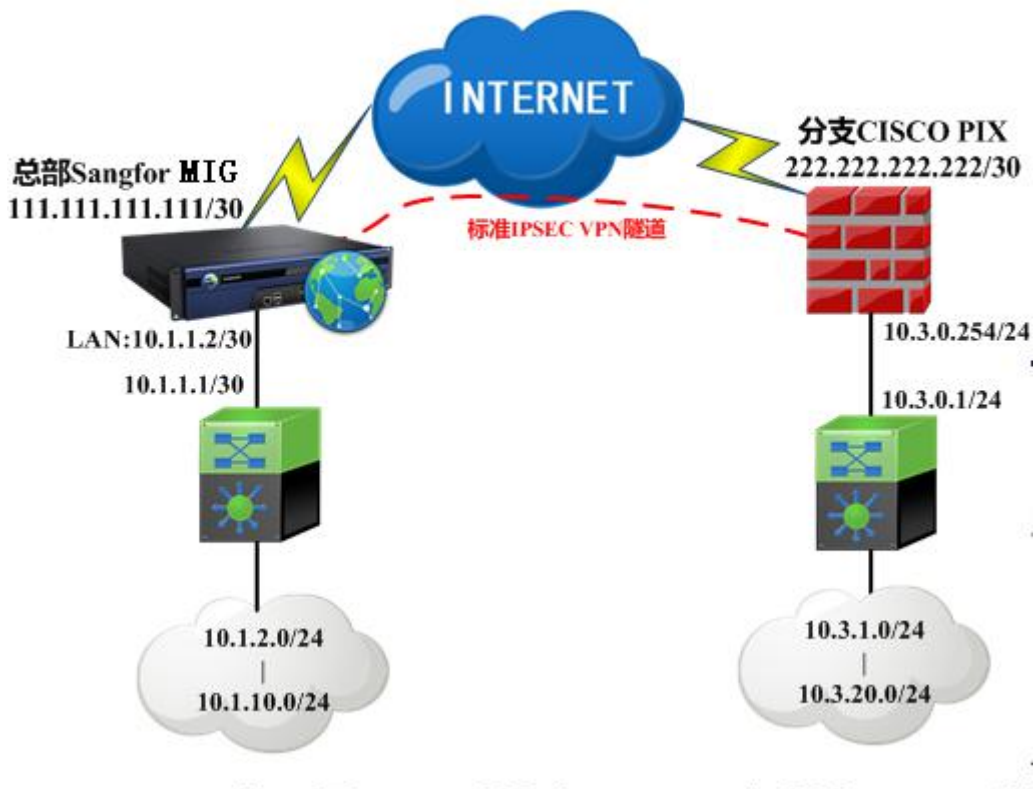 INTERNET
总部Sangfor MIG
111.111.111.111/30
分支CISCO PIX
222.222.222.222/30
标准IPSEC VPN隧道
LAN:10.1.1.2/30
10.1.1.1/30
10.3.0.254/24
10.3.0.1/24
10.1.2.0/24
|
10.1.10.0/24
10.3.1.0/24
|
10.3.20.0/24